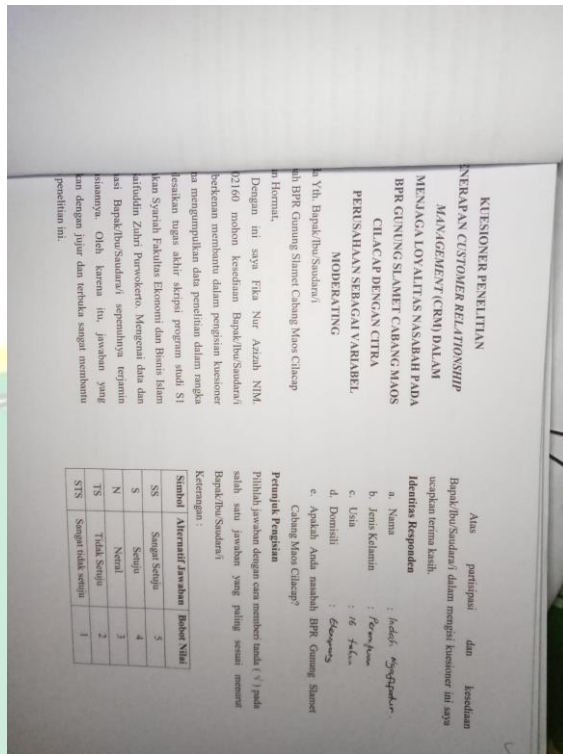 KUESIONER PENELITIAN
NERAPAN CUSTOMER RELATIONSHIP
MANAGEMENT (CRM) DALAM
MENJAGA LOYALITAS NASABAH PADA
BPR GUNUNG SLAMET CABANG MAOS
CILACAP DENGAN CITRA
PERUSAHAAN SEBAGAI VARIABEL
MODERATING
a Yth. Bapak/Ibu/Saudara/i
ah BPR Gunung Slamet Cabang Maos Cilacap
n Hormat,
Dengan ini saya Fika Nur Azizah NIM.
02160 mohon kesediaan Bapak/Ibu/Saudara/i
berkenan membantu dalam pengisian kuesioner
na mengumpulkan data penelitian dalam rangka
lesaikan tugas akhir skripsi program studi S1
kan Syariah Fakultas Ekonomi dan Bisnis Islam
aifuddin Zuhri Purwokerto. Mengenai data dan
asi Bapak/Ibu/Saudara/i sepenuhnya terjamin
siaannya. Oleh karena itu, jawaban yang
kan dengan jujur dan terbuka sangat membantu
penelitian ini.
Atas partisipasi dan kesediaan
Bapak/Ibu/Saudara/i dalam mengisi kuesioner ini saya
ucapkan terima kasih.
Identitas Responden
a. Nama : Indah
b. Jenis Kelamin : Perempuan
c. Usia : 16 tahun
d. Domisili :
e. Apakah Anda nasabah BPR Gunung Slamet
Cabang Maos Cilacap?
Petunjuk Pengisian
Pilihlah jawaban dengan cara memberi tanda ( √ ) pada
salah satu jawaban yang paling sesuai menurut
Bapak/Ibu/Saudara/i
Keterangan :
Simbol Alternatif Jawaban Bobot Nilai
SS Sangat Setuju 5
S Setuju 4
N Netral 3
TS Tidak Setuju 2
STS Sangat tidak setuju 1